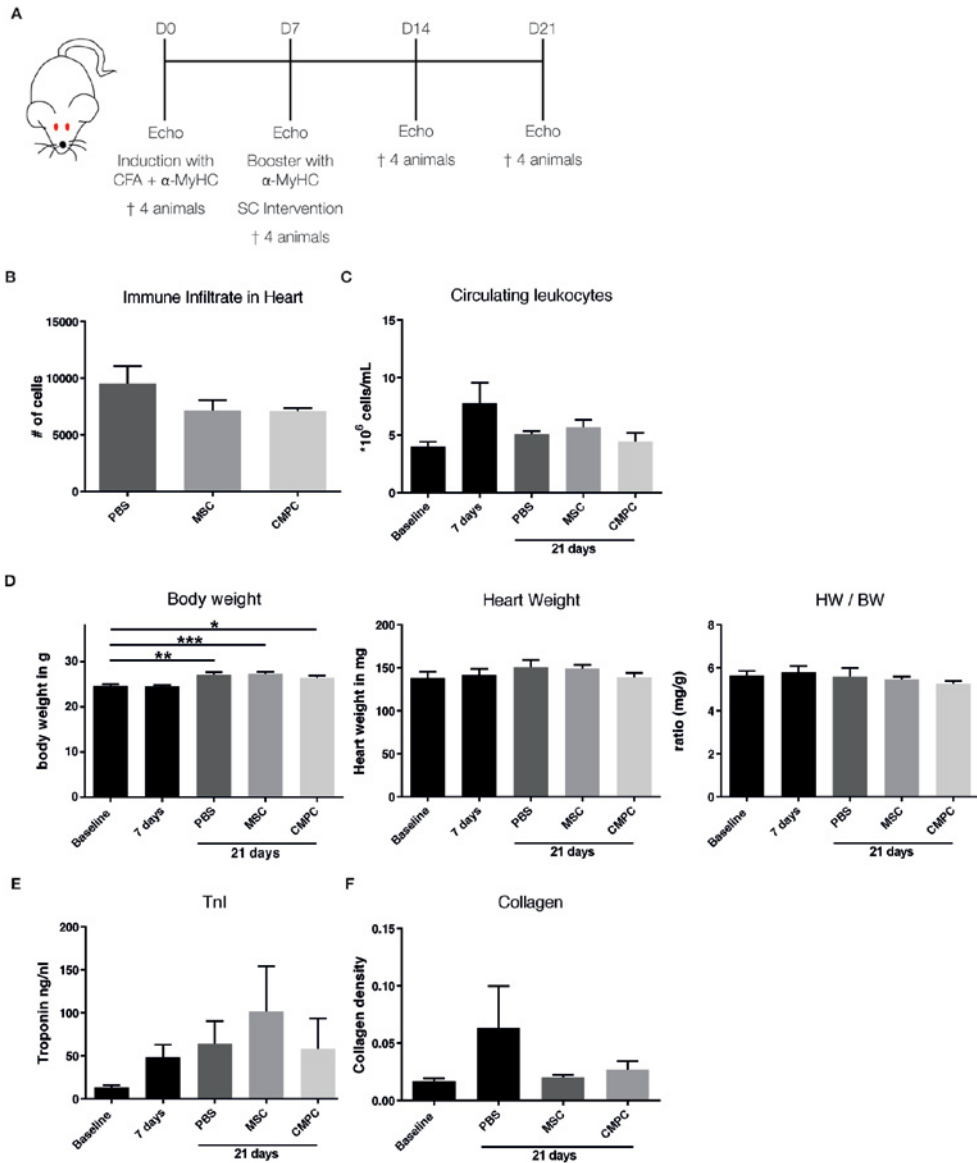 A
D0 D7 D14 D21
Echo Echo Echo Echo
Induction with Booster with † 4 animals † 4 animals
CFA + α-MyHC α-MyHC
† 4 animals SC Intervention
† 4 animals
B
Immune Infiltrate in Heart
# of cells
15000
10000
5000
0
PBS MSC CMPC
C
Circulating leukocytes
*10⁶ cells/mL
15
10
5
0
Baseline 7 days PBS MSC CMPC
21 days
D
Body weight
body weight in g
30
20
10
0
*
***
**
Baseline 7 days PBS MSC CMPC
21 days
Heart Weight
Heart weight in mg
200
150
100
50
0
Baseline 7 days PBS MSC CMPC
21 days
HW / BW
ratio (mg/g)
8
6
4
2
0
Baseline 7 days PBS MSC CMPC
21 days
E
TnI
Troponin ng/nl
200
150
100
50
0
Baseline 7 days PBS MSC CMPC
21 days
F
Collagen
Collagen density
0.15
0.10
0.05
0.00
Baseline PBS MSC CMPC
21 days